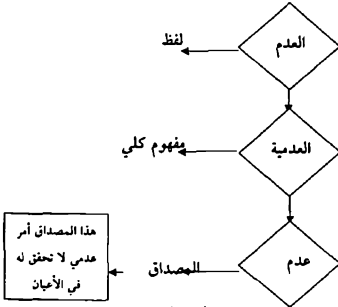 العدم
لفظ
العدمية
مفهوم كلي
عدم
المصداق
هذا المصداق أمر
عدمي لا تحقق له
في الأعيان